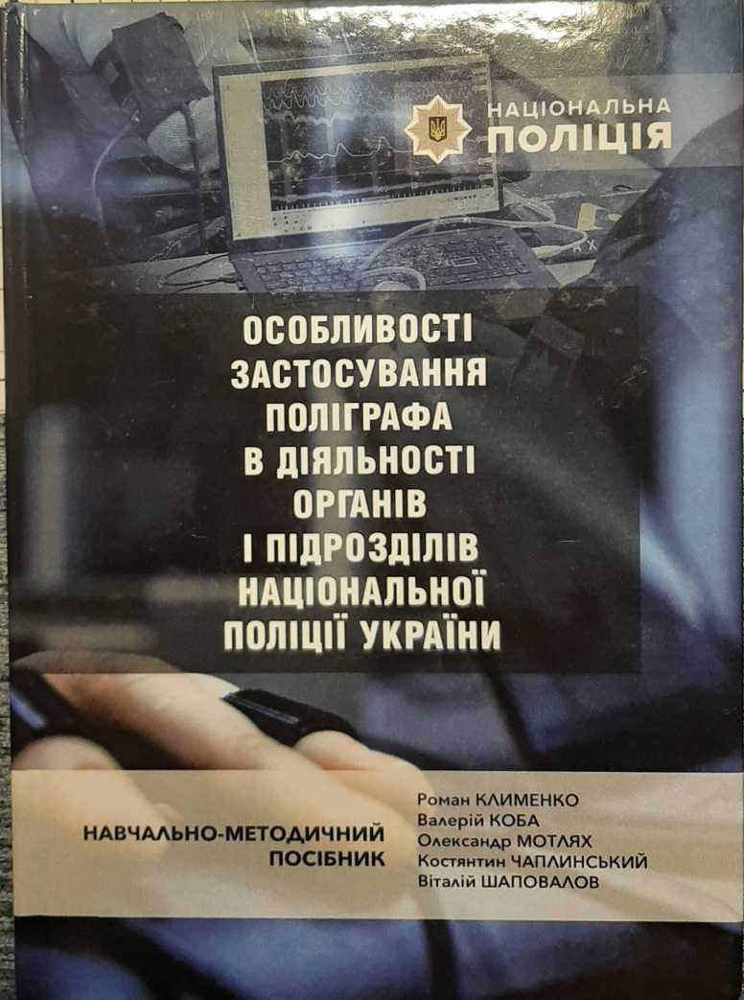 НАЦІОНАЛЬНА
ПОЛІЦІЯ
ОСОБЛИВОСТІ
ЗАСТОСУВАННЯ
ПОЛІГРАФА
В ДІЯЛЬНОСТІ
ОРГАНІВ
І ПІДРОЗДІЛІВ
НАЦІОНАЛЬНОЇ
ПОЛІЦІЇ УКРАЇНИ
НАВЧАЛЬНО-МЕТОДИЧНИЙ
ПОСІБНИК
Роман КЛИМЕНКО
Валерій КОБА
Олександр МОТЛЯХ
Костянтин ЧАПЛИНСЬКИЙ
Віталій ШАПОВАЛОВ